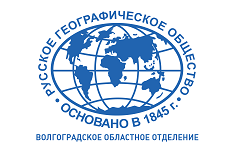 РУССКОЕ ГЕОГРАФИЧЕСКОЕ ОБЩЕСТВО
• ОСНОВАНО В 1845 г. •
ВОЛГОГРАДСКОЕ ОБЛАСТНОЕ ОТДЕЛЕНИЕ